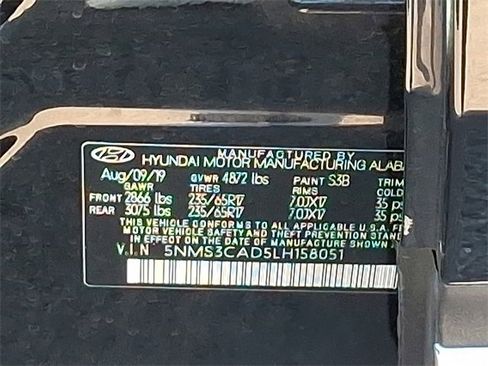 MANUFACTURED BY
HYUNDAI MOTOR MANUFACTURING ALABA
Aug/09/19 GVWR 4872 lbs PAINT S3B TRIM
GAWR TIRES RIMS COLD
FRONT 2866 lbs 235/65R17 7.0JX17 35 psi
REAR 3075 lbs 235/65R17 7.0JX17 35 psi
THIS VEHICLE CONFORMS TO ALL APPLICABLE U.S.A. FE
MOTOR VEHICLE SAFETY AND THEFT PREVENTION STANDARDS
IN EFFECT ON THE DATE OF MANUFACTURE SHOWN
V.I.N 5NMS3CAD5LH158051